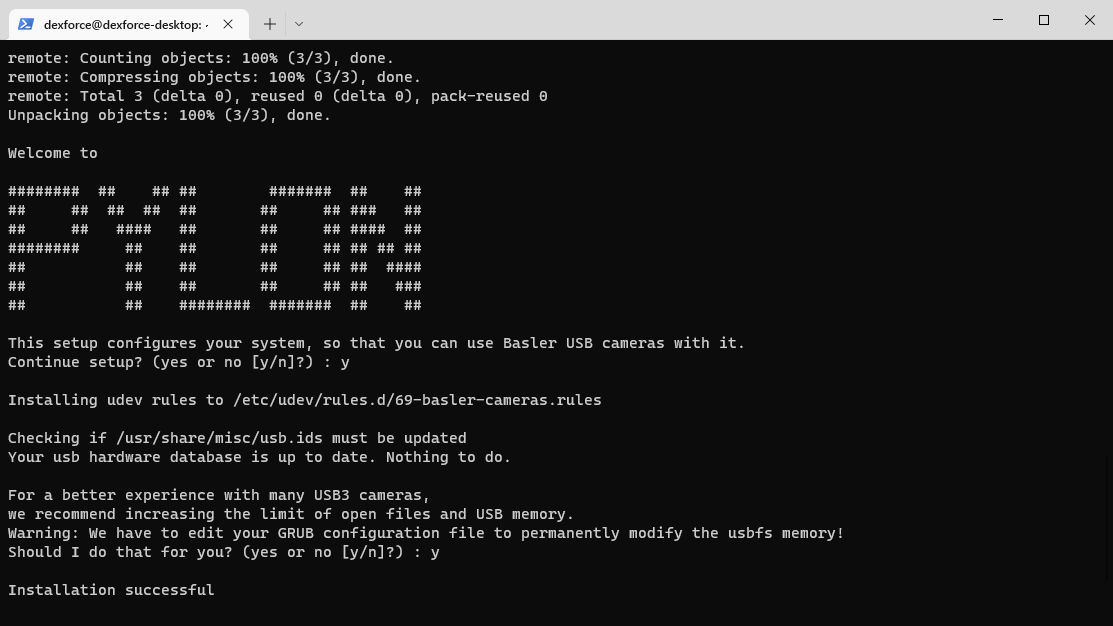 dexforce@dexforce-desktop: ~
remote: Counting objects: 100% (3/3), done.
remote: Compressing objects: 100% (3/3), done.
remote: Total 3 (delta 0), reused 0 (delta 0), pack-reused 0
Unpacking objects: 100% (3/3), done.
Welcome to
########  ##    ## ##        #######  ##    ##
##     ##  ##  ##  ##       ##     ## ###   ##
##     ##   ####   ##       ##     ## ####  ##
########     ##    ##       ##     ## ## ## ##
##           ##    ##       ##     ## ##  ####
##           ##    ##       ##     ## ##   ###
##           ##    ########  #######  ##    ##
This setup configures your system, so that you can use Basler USB cameras with it.
Continue setup? (yes or no [y/n]?) : y
Installing udev rules to /etc/udev/rules.d/69-basler-cameras.rules
Checking if /usr/share/misc/usb.ids must be updated
Your usb hardware database is up to date. Nothing to do.
For a better experience with many USB3 cameras,
we recommend increasing the limit of open files and USB memory.
Warning: We have to edit your GRUB configuration file to permanently modify the usbfs memory!
Should I do that for you? (yes or no [y/n]?) : y
Installation successful